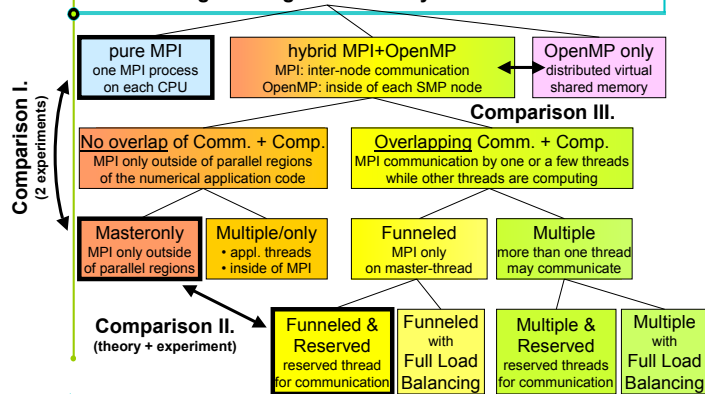 pure MPI
one MPI process
on each CPU
hybrid MPI+OpenMP
MPI: inter-node communication
OpenMP: inside of each SMP node
OpenMP only
distributed virtual
shared memory
Comparison I.
(2 experiments)
Comparison III.
No overlap of Comm. + Comp.
MPI only outside of parallel regions
of the numerical application code
Overlapping Comm. + Comp.
MPI communication by one or a few threads
while other threads are computing
Masteronly
MPI only outside
of parallel regions
Multiple/only
• appl. threads
• inside of MPI
Funneled
MPI only
on master-thread
Multiple
more than one thread
may communicate
Comparison II.
(theory + experiment)
Funneled &
Reserved
reserved thread
for communication
Funneled
with
Full Load
Balancing
Multiple &
Reserved
reserved threads
for communication
Multiple
with
Full Load
Balancing